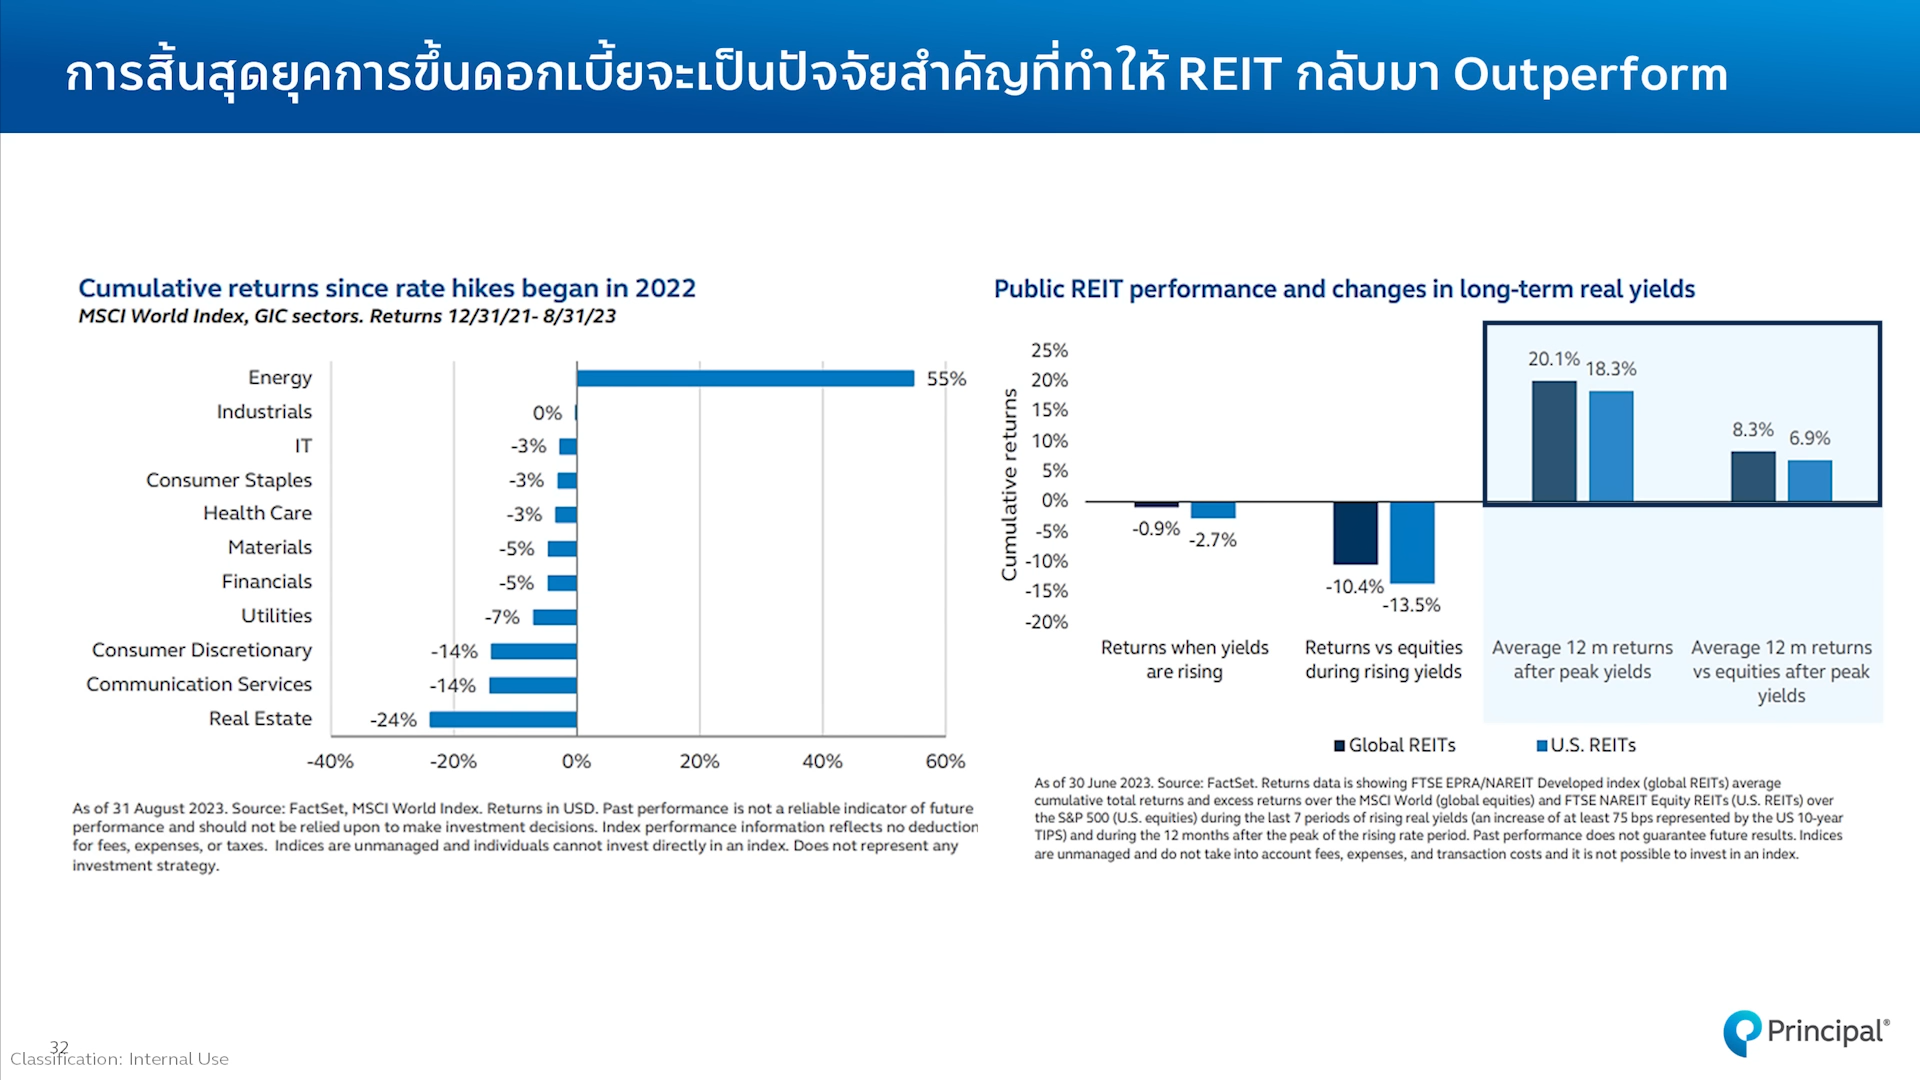 การสิ้นสุดยุคการขึ้นดอกเบี้ยจะเป็นปัจจัยสำคัญที่ทำให้ REIT กลับมา Outperform
Cumulative returns since rate hikes began in 2022
MSCI World Index, GIC sectors. Returns 12/31/21- 8/31/23
Energy 55%
Industrials 0%
IT -3%
Consumer Staples -3%
Health Care -3%
Materials -5%
Financials -5%
Utilities -7%
Consumer Discretionary -14%
Communication Services -14%
Real Estate -24%
-40% -20% 0% 20% 40% 60%
As of 31 August 2023. Source: FactSet, MSCI World Index. Returns in USD. Past performance is not a reliable indicator of future
performance and should not be relied upon to make investment decisions. Index performance information reflects no deduction
for fees, expenses, or taxes. Indices are unmanaged and individuals cannot invest directly in an index. Does not represent any
investment strategy.
Public REIT performance and changes in long-term real yields
Cumulative returns
25%
20%
15%
10%
5%
0%
-5%
-10%
-15%
-20%
20.1% 18.3%
8.3% 6.9%
-0.9% -2.7%
-10.4% -13.5%
Returns when yields
are rising
Returns vs equities
during rising yields
Average 12 m returns
after peak yields
Average 12 m returns
vs equities after peak
yields
Global REITs U.S. REITs
As of 30 June 2023. Source: FactSet. Returns data is showing FTSE EPRA/NAREIT Developed index (global REITs) average
cumulative total returns and excess returns over the MSCI World (global equities) and FTSE NAREIT Equity REITs (U.S. REITs) over
the S&P 500 (U.S. equities) during the last 7 periods of rising real yields (an increase of at least 75 bps represented by the US 10-year
TIPS) and during the 12 months after the peak of the rising rate period. Past performance does not guarantee future results. Indices
are unmanaged and do not take into account fees, expenses, and transaction costs and it is not possible to invest in an index.
32
Classification: Internal Use
Principal®